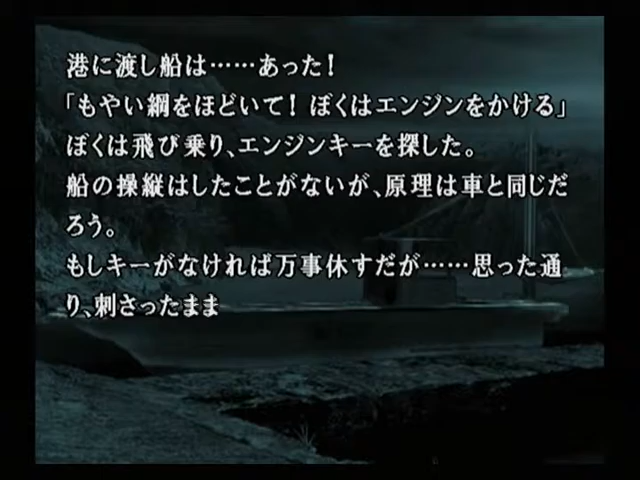 港に渡し船は……あった！
「もやい綱をほどいて！ ぼくはエンジンをかける」
ぼくは飛び乗り、エンジンキーを探した。
船の操縦はしたことがないが、原理は車と同じだ
ろう。
もしキーがなければ万事休すだが……思った通
り、刺さったまま